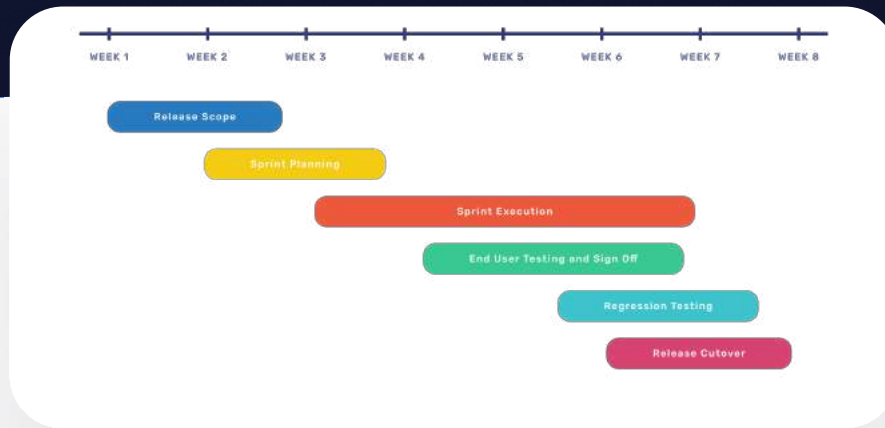 WEEK 1 WEEK 2 WEEK 3 WEEK 4 WEEK 5 WEEK 6 WEEK 7 WEEK 8
Release Scope
Sprint Planning
Sprint Execution
End User Testing and Sign Off
Regression Testing
Release Cutover